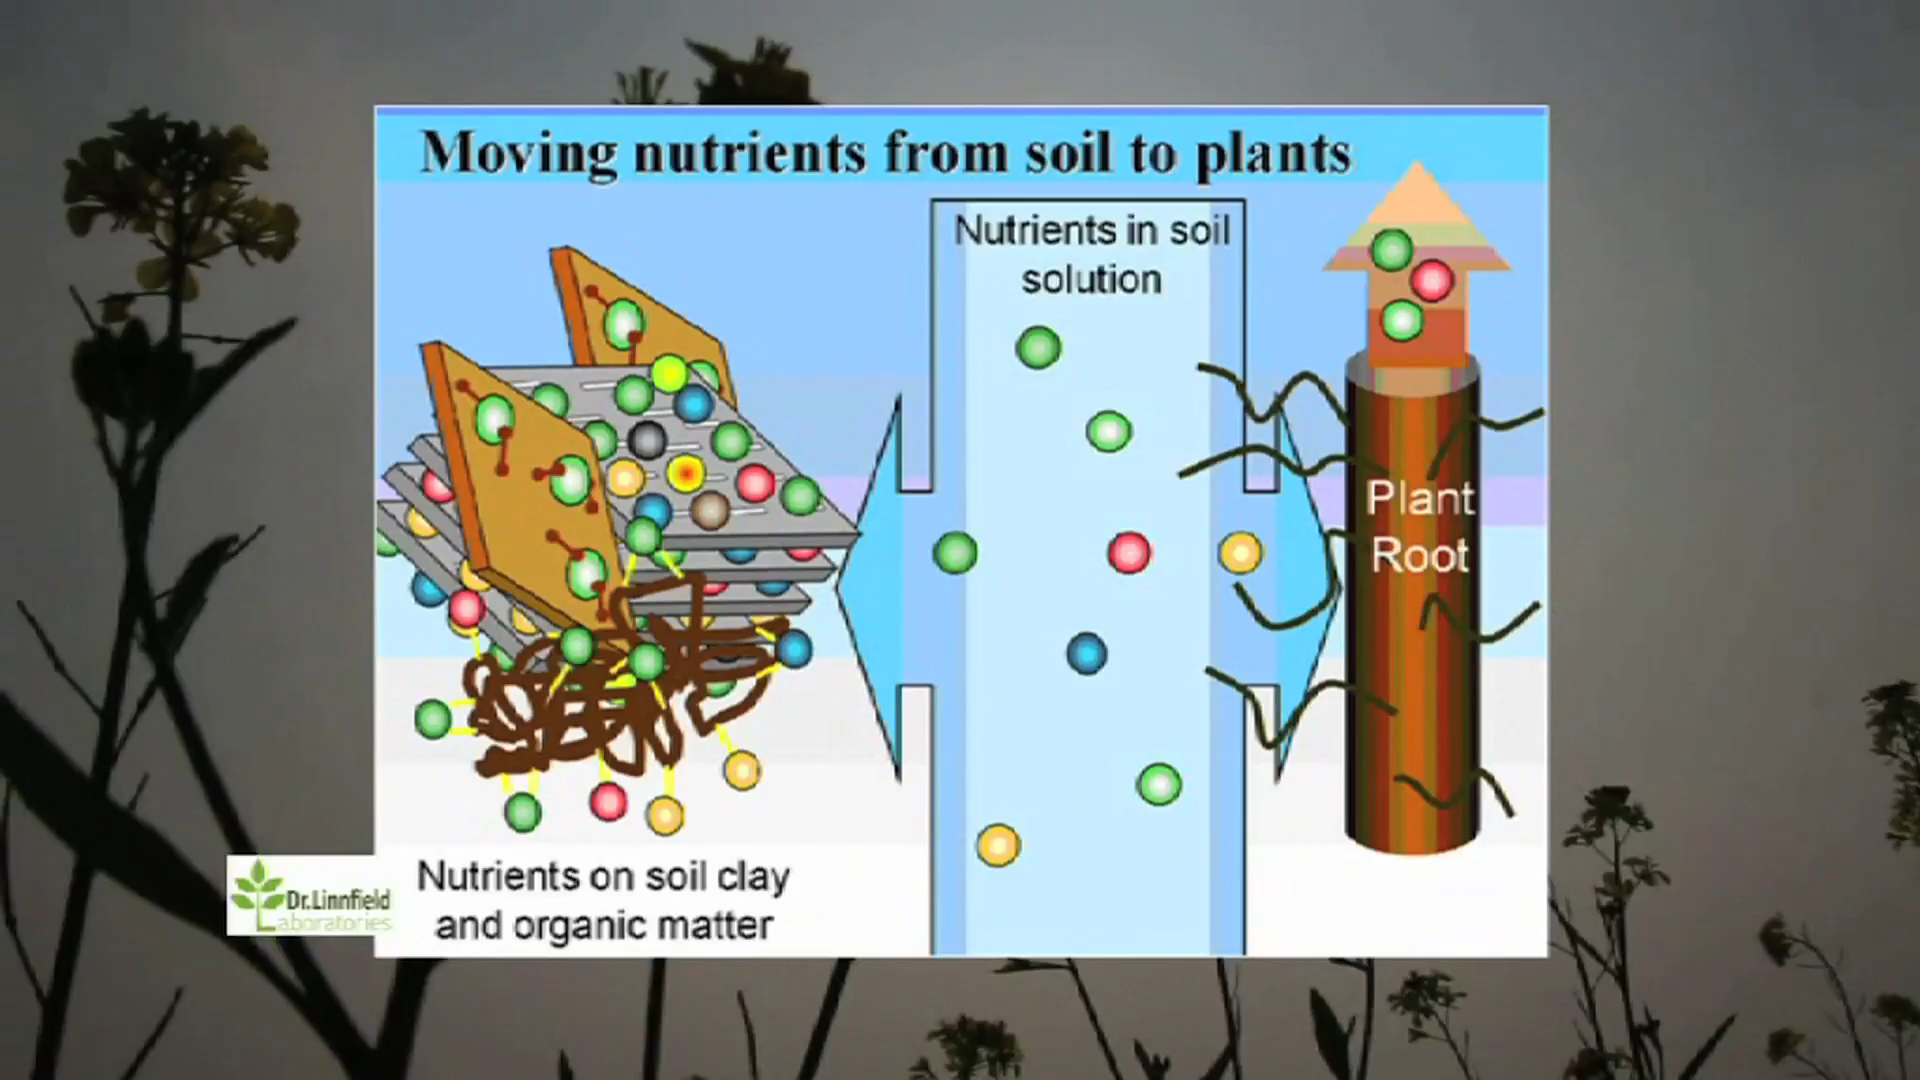 Moving nutrients from soil to plants
Nutrients in soil
solution
Plant
Root
Nutrients on soil clay
and organic matter
Dr.Linnfield
Laboratories